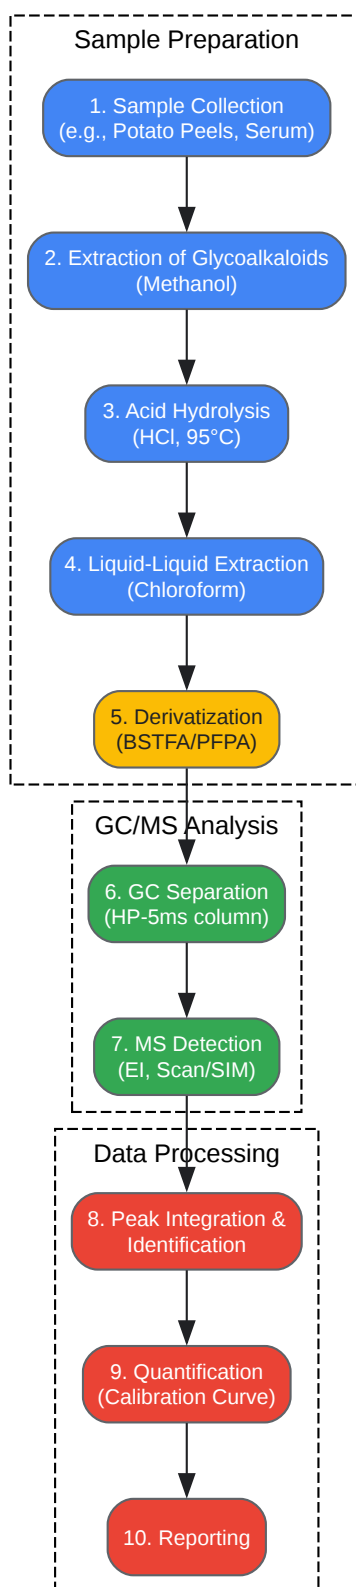 Sample Preparation
1. Sample Collection
(e.g., Potato Peels, Serum)
2. Extraction of Glycoalkaloids
(Methanol)
3. Acid Hydrolysis
(HCl, 95°C)
4. Liquid-Liquid Extraction
(Chloroform)
5. Derivatization
(BSTFA/PFPA)
GC/MS Analysis
6. GC Separation
(HP-5ms column)
7. MS Detection
(EI, Scan/SIM)
Data Processing
8. Peak Integration &
Identification
9. Quantification
(Calibration Curve)
10. Reporting